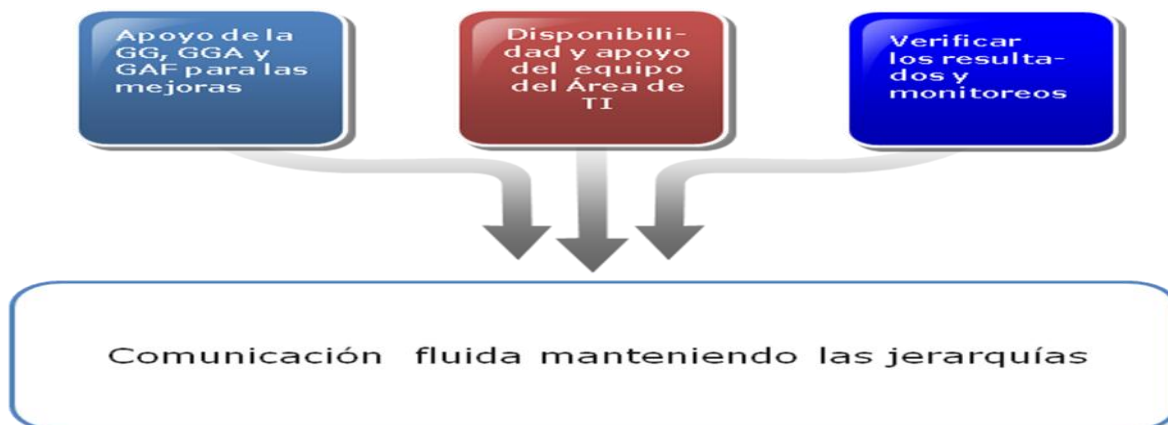 Apoyo de la
GG, GGA y
GAF para las
mejoras
Disponibili-
dad y apoyo
del equipo
del Área de
TI
Verificar
los resulta-
dos y
monitoreos
Comunicación fluida manteniendo las jerarquías